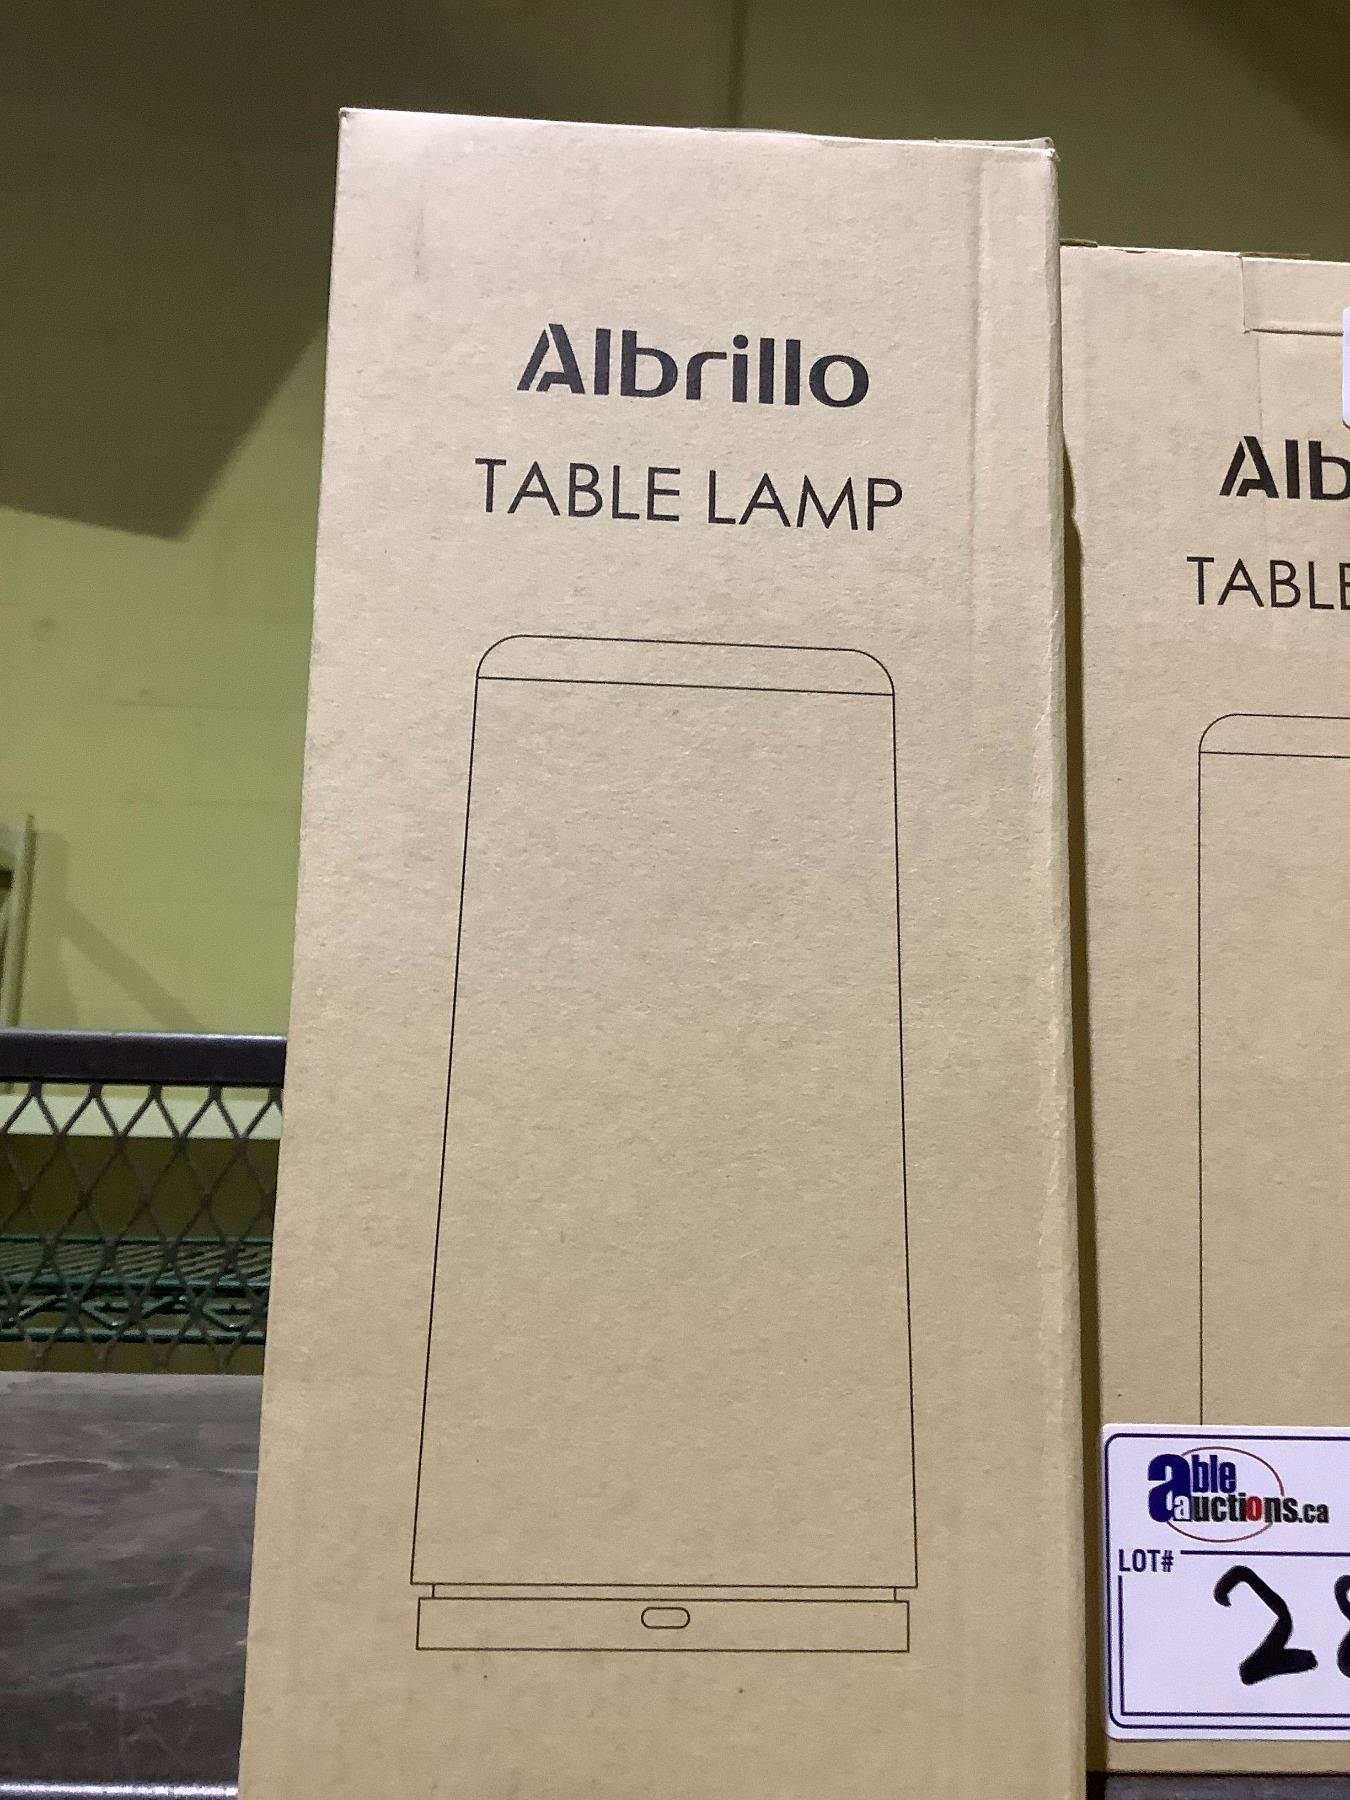 Albrillo
TABLE LAMP
Alb
TABLE
able
auctions.ca
LOT#
28